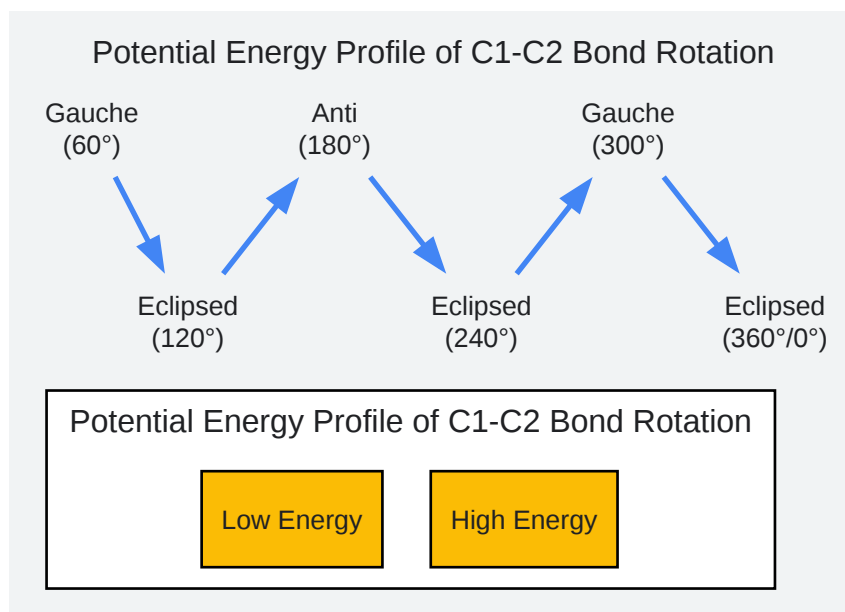 Potential Energy Profile of C1-C2 Bond Rotation
Gauche
(60°)
Anti
(180°)
Gauche
(300°)
Eclipsed
(120°)
Eclipsed
(240°)
Eclipsed
(360°/0°)
Potential Energy Profile of C1-C2 Bond Rotation
Low Energy
High Energy